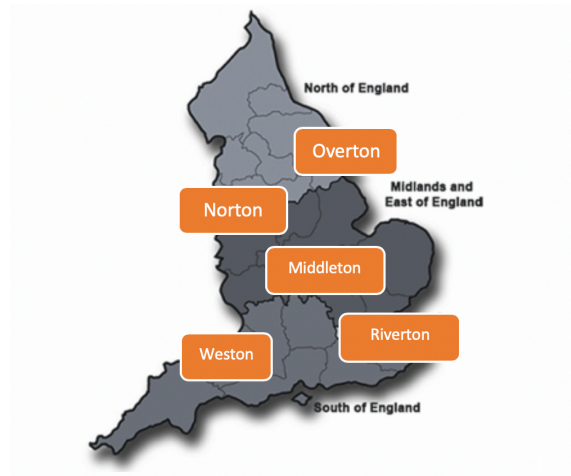 North of England
Overton
Midlands and
East of England
Norton
Middleton
Riverton
Weston
South of England